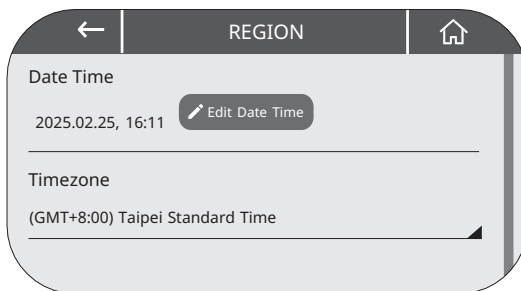 REGION
Date Time
2025.02.25, 16:11 Edit Date Time
Timezone
(GMT+8:00) Taipei Standard Time